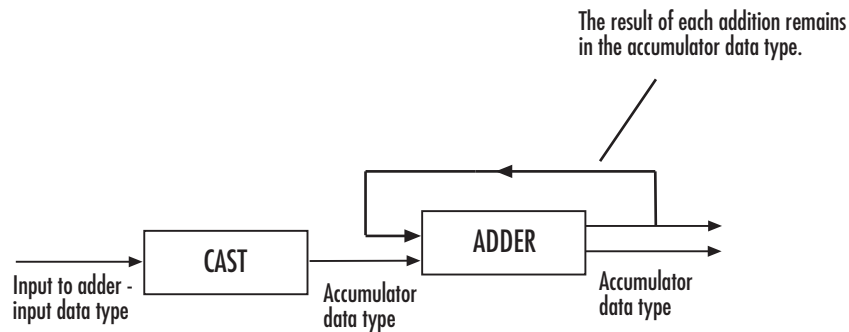 The result of each addition remains
in the accumulator data type.
CAST
ADDER
Input to adder -
input data type
Accumulator
data type
Accumulator
data type